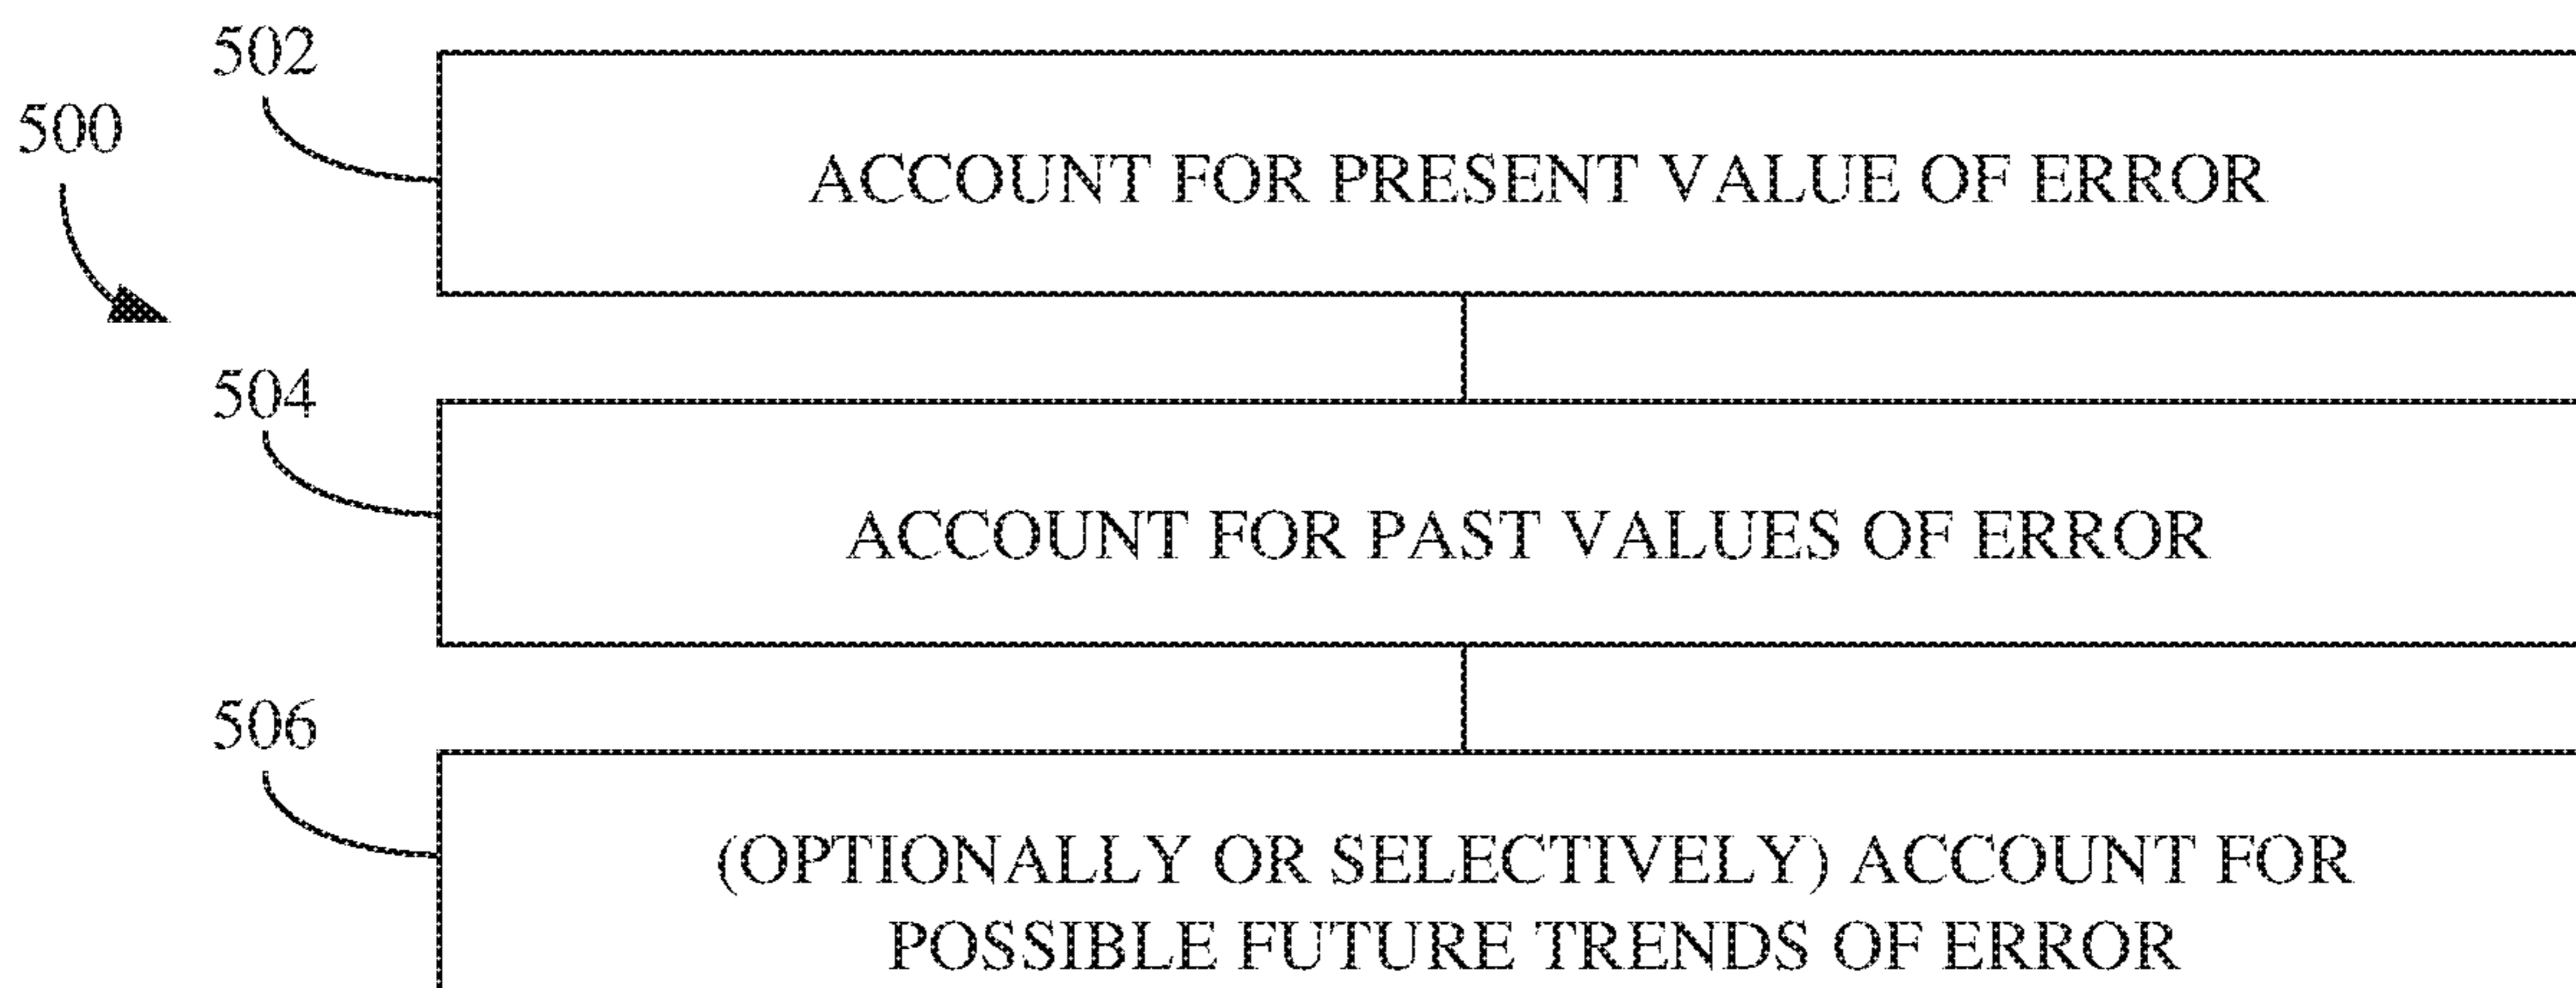 502
500
ACCOUNT FOR PRESENT VALUE OF ERROR
504
ACCOUNT FOR PAST VALUES OF ERROR
506
(OPTIONALLY OR SELECTIVELY) ACCOUNT FOR
POSSIBLE FUTURE TRENDS OF ERROR